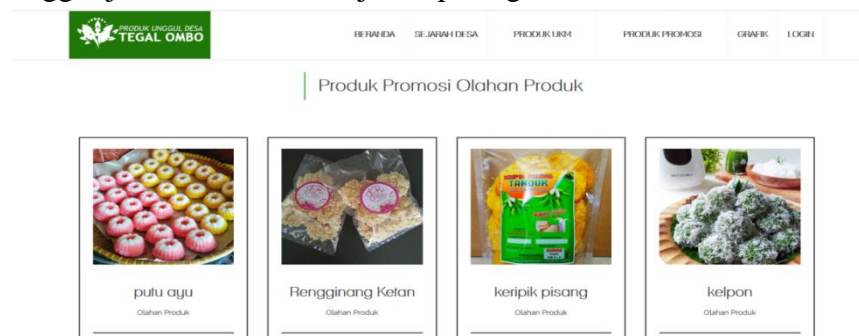 PRODUK UNGGUL DESA
TEGAL OMBO
BERANDA SEJARAH DESA PRODUK UKM PRODUK PROMOSI GRAFIK LOGIN
Produk Promosi Olahan Produk
TANDUK
putu ayu
Olahan Produk
Rengginang Ketan
Olahan Produk
keripik pisang
Olahan Produk
kelpon
Olahan Produk